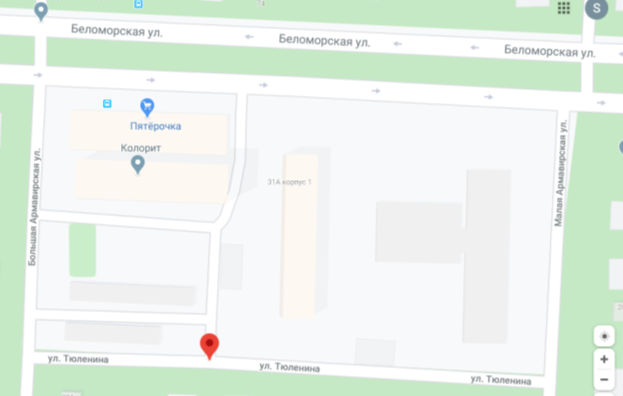 74
S
Беломорская ул.
Беломорская ул.
Беломорская ул.
Пятёрочка
Колорит
31А корпус 1
Большая Армавирская ул.
Малая Армавирская ул.
ул. Тюленина
ул. Тюленина
ул. Тюленина
+
−